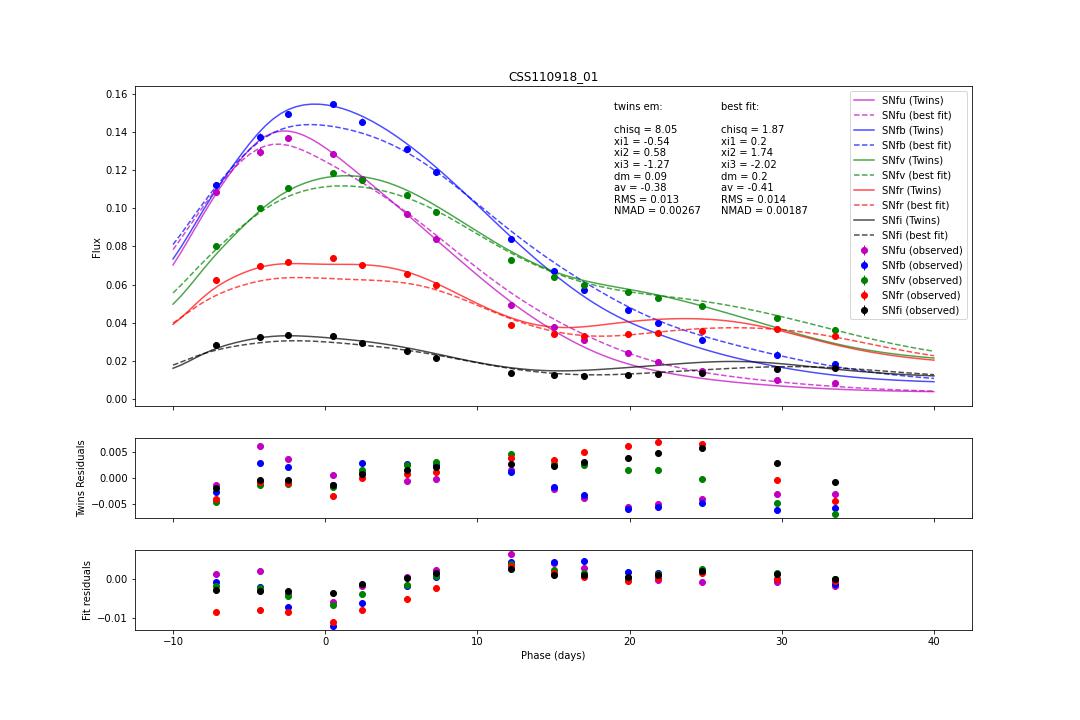 CSS110918_01
0.16
0.14
0.12
0.10
0.08
0.06
0.04
0.02
0.00
Flux
twins em:
chisq = 8.05
xi1 = -0.54
xi2 = 0.58
xi3 = -1.27
dm = 0.09
av = -0.38
RMS = 0.013
NMAD = 0.00267
best fit:
chisq = 1.87
xi1 = 0.2
xi2 = 1.74
xi3 = -2.02
dm = 0.2
av = -0.41
RMS = 0.014
NMAD = 0.00187
SNfu (Twins)
SNfu (best fit)
SNfb (Twins)
SNfb (best fit)
SNfv (Twins)
SNfv (best fit)
SNfr (Twins)
SNfr (best fit)
SNfi (Twins)
SNfi (best fit)
SNfu (observed)
SNfb (observed)
SNfv (observed)
SNfr (observed)
SNfi (observed)
0.005
0.000
−0.005
Twins Residuals
0.00
−0.01
Fit residuals
−10
0
10
20
30
40
Phase (days)